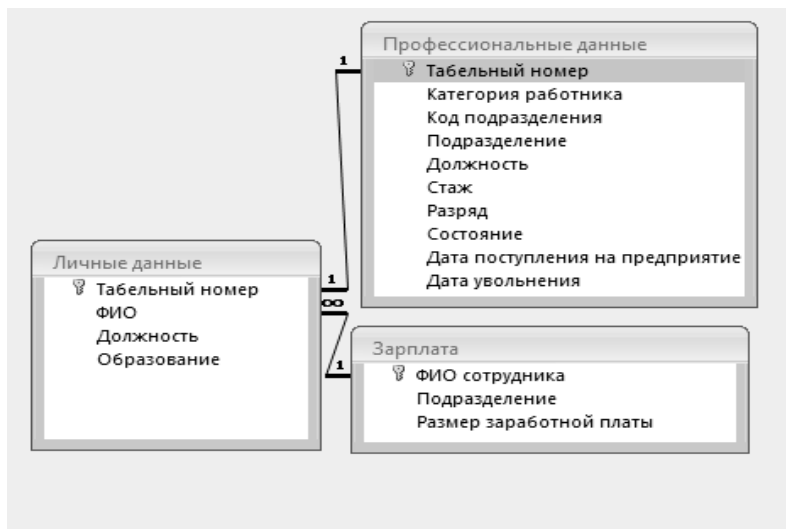 Профессиональные данные
1
Табельный номер
Категория работника
Код подразделения
Подразделение
Должность
Стаж
Разряд
Состояние
Дата поступления на предприятие
Дата увольнения
Личные данные
1
Табельный номер
∞
ФИО
Должность
Образование
Зарплата
1
ФИО сотрудника
Подразделение
Размер заработной платы